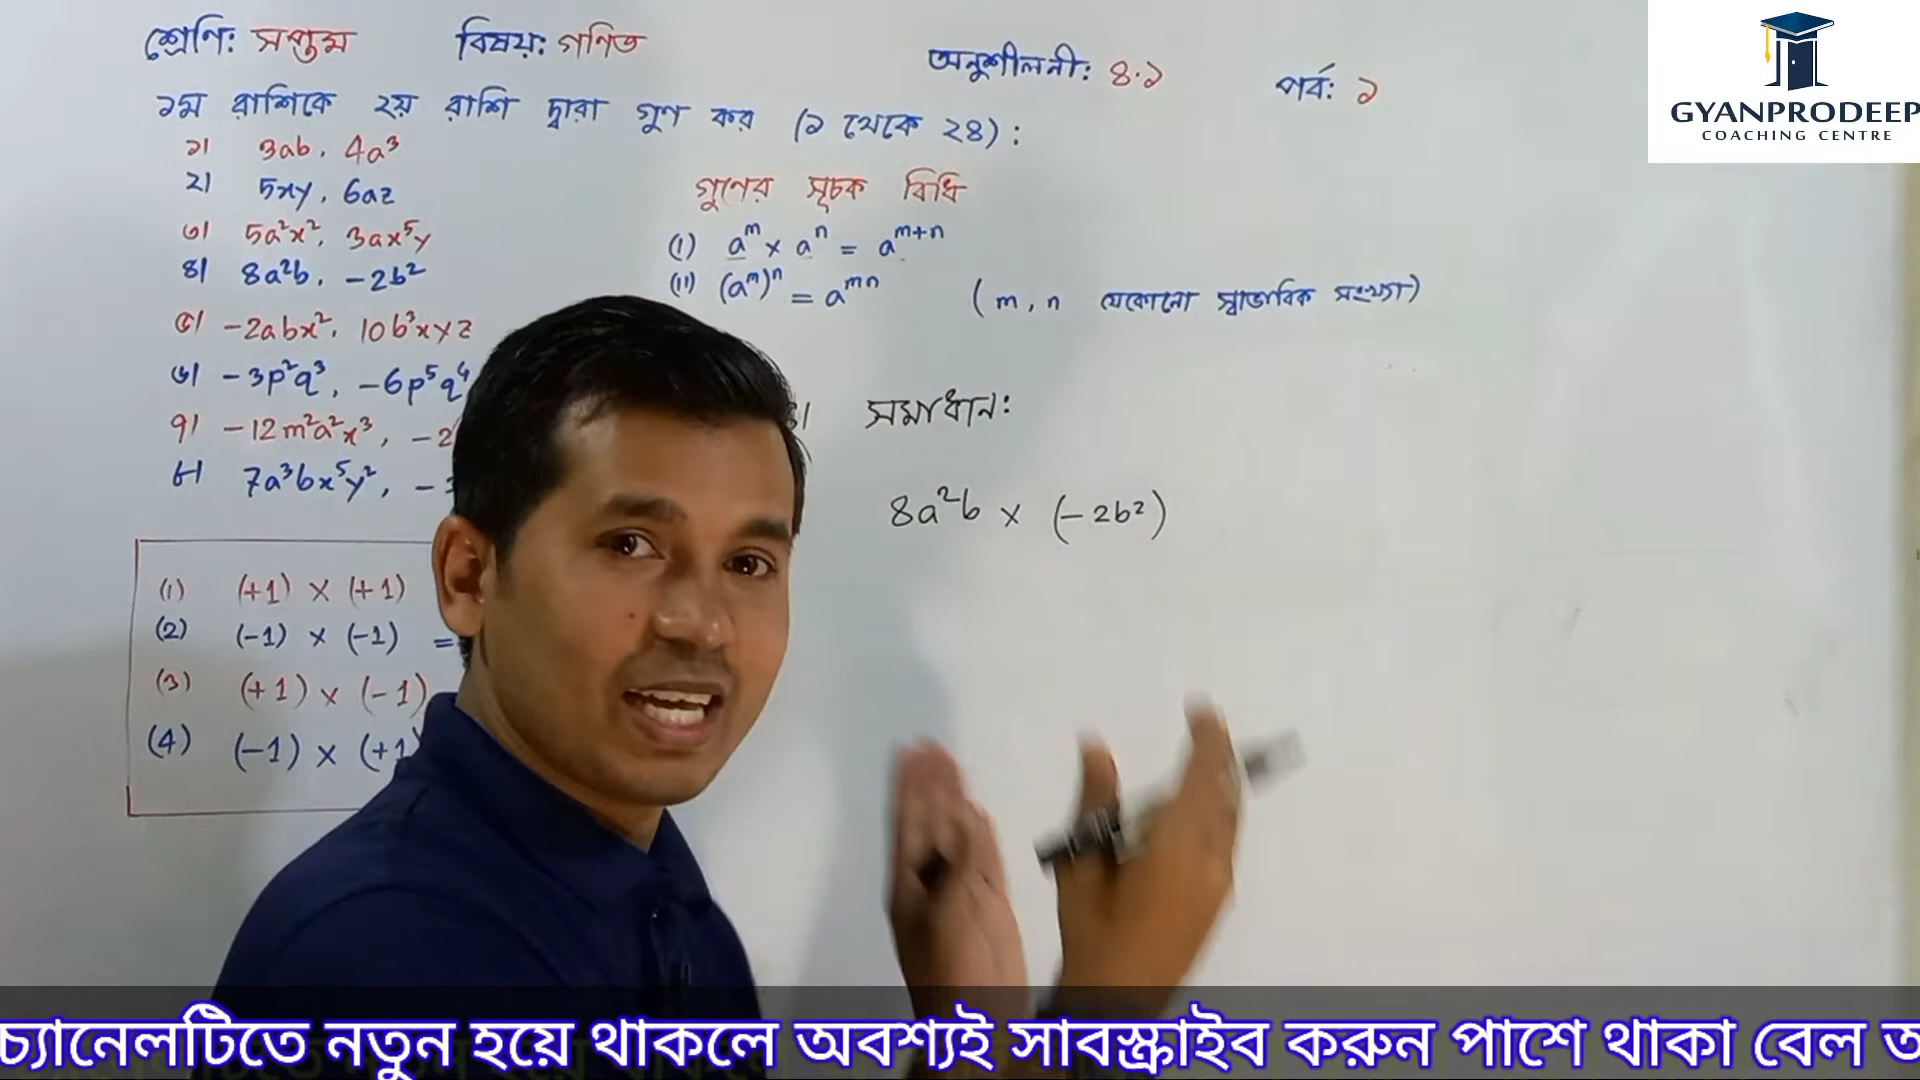 শ্রেণি: সপ্তম বিষয়: গণিত অনুশীলনী: ৪.১ পর্ব: ১
GYANPRODEEP
COACHING CENTRE
১ম রাশিকে ২য় রাশি দ্বারা গুণ কর (১ থেকে ২৪) :
১। 3ab, 4a³
২। 5xy, 6az
৩। 5a²x², 3ax⁵y
৪। 8a²b, -2b²
৫। -2abx², 10b³xyz
৬। -3p²q³, -6p⁵q⁴
৭। -12m²a²x³, -2
৮। 7a³bx⁵y², -
গুণের সূচক বিধি
(i) aᵐ × aⁿ = aᵐ⁺ⁿ
(ii) (aᵐ)ⁿ = aᵐⁿ (m, n যেকোনো স্বাভাবিক সংখ্যা)
সমাধান:
8a²b × (-2b²)
(1) (+1) × (+1)
(2) (-1) × (-1) =
(3) (+1) × (-1)
(4) (-1) × (+1)
চ্যানেলটিতে নতুন হয়ে থাকলে অবশ্যই সাবস্ক্রাইব করুন পাশে থাকা বেল